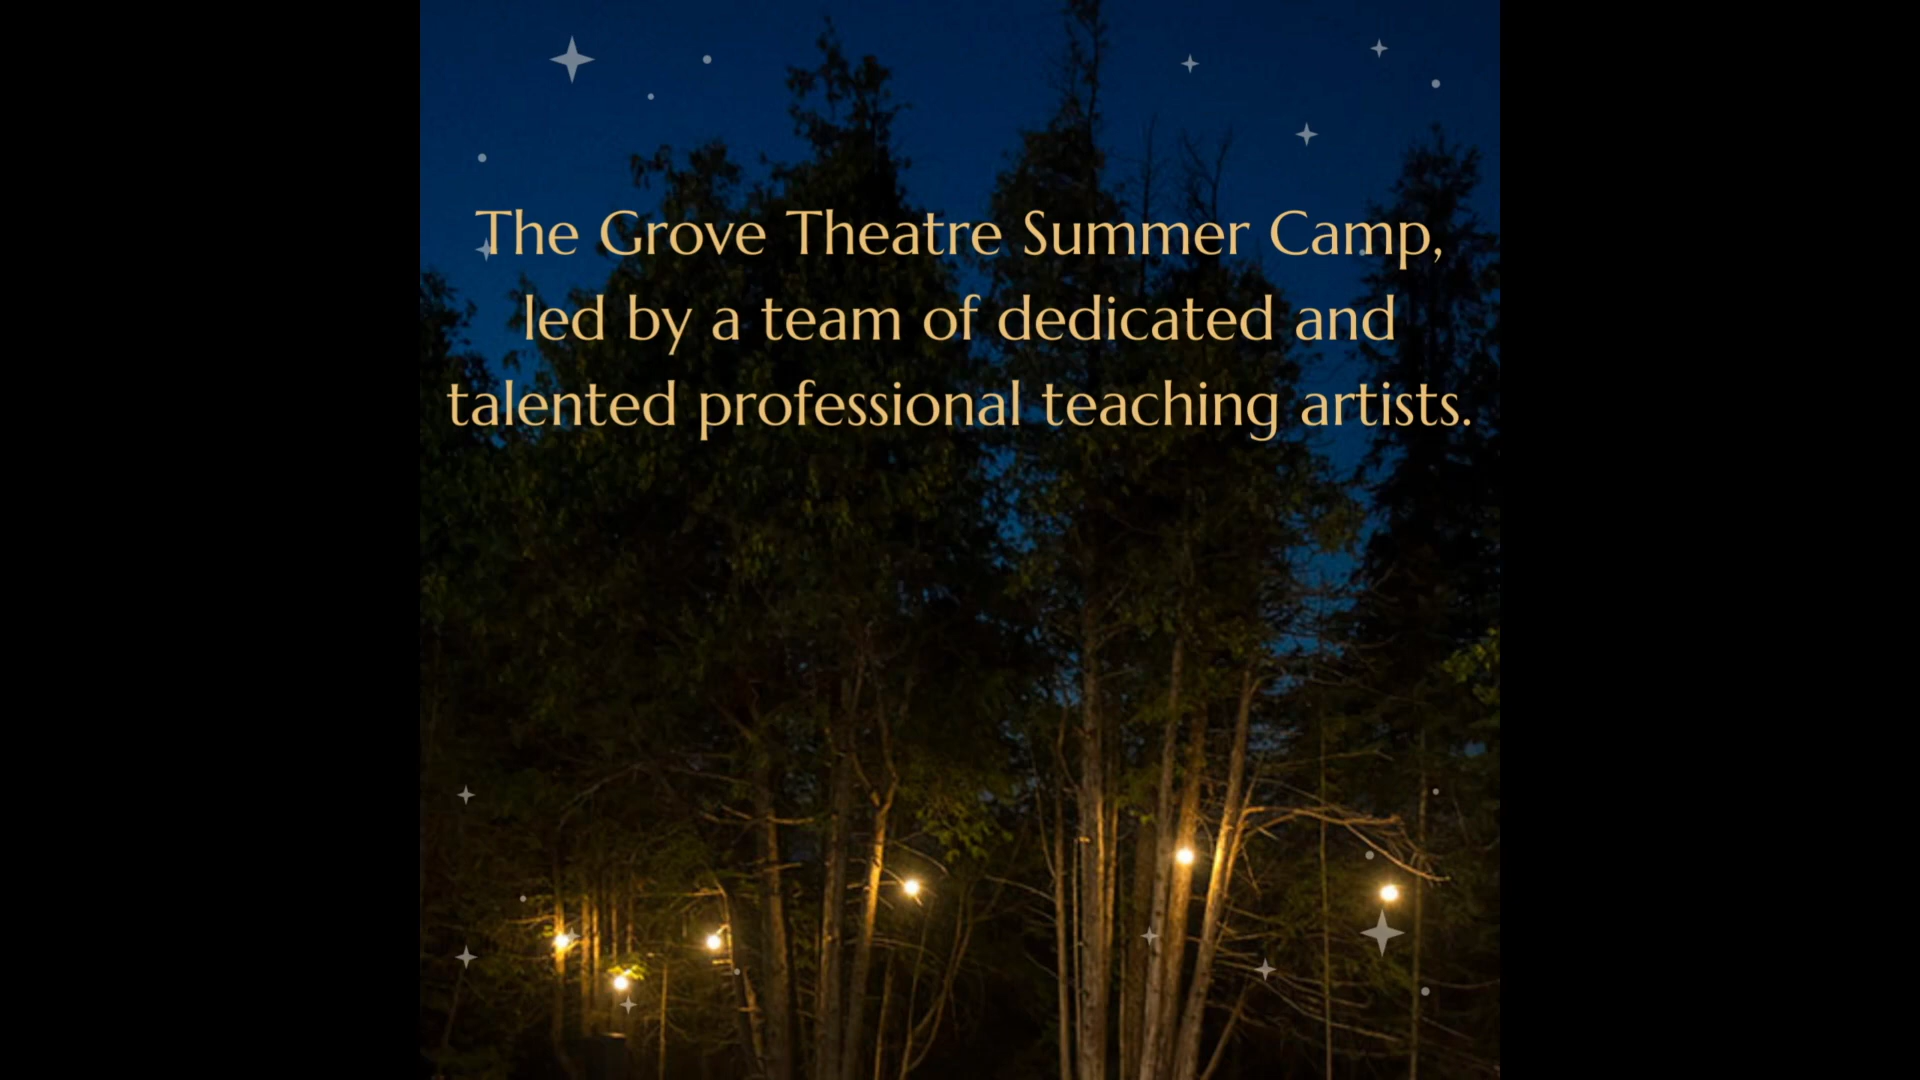 The Grove Theatre Summer Camp,
led by a team of dedicated and
talented professional teaching artists.